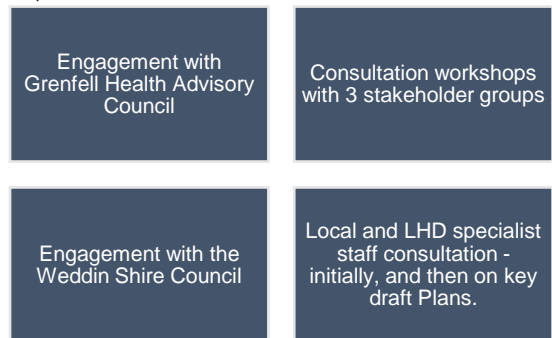 Engagement with
Grenfell Health Advisory
Council
Consultation workshops
with 3 stakeholder groups
Engagement with the
Weddin Shire Council
Local and LHD specialist
staff consultation -
initially, and then on key
draft Plans.